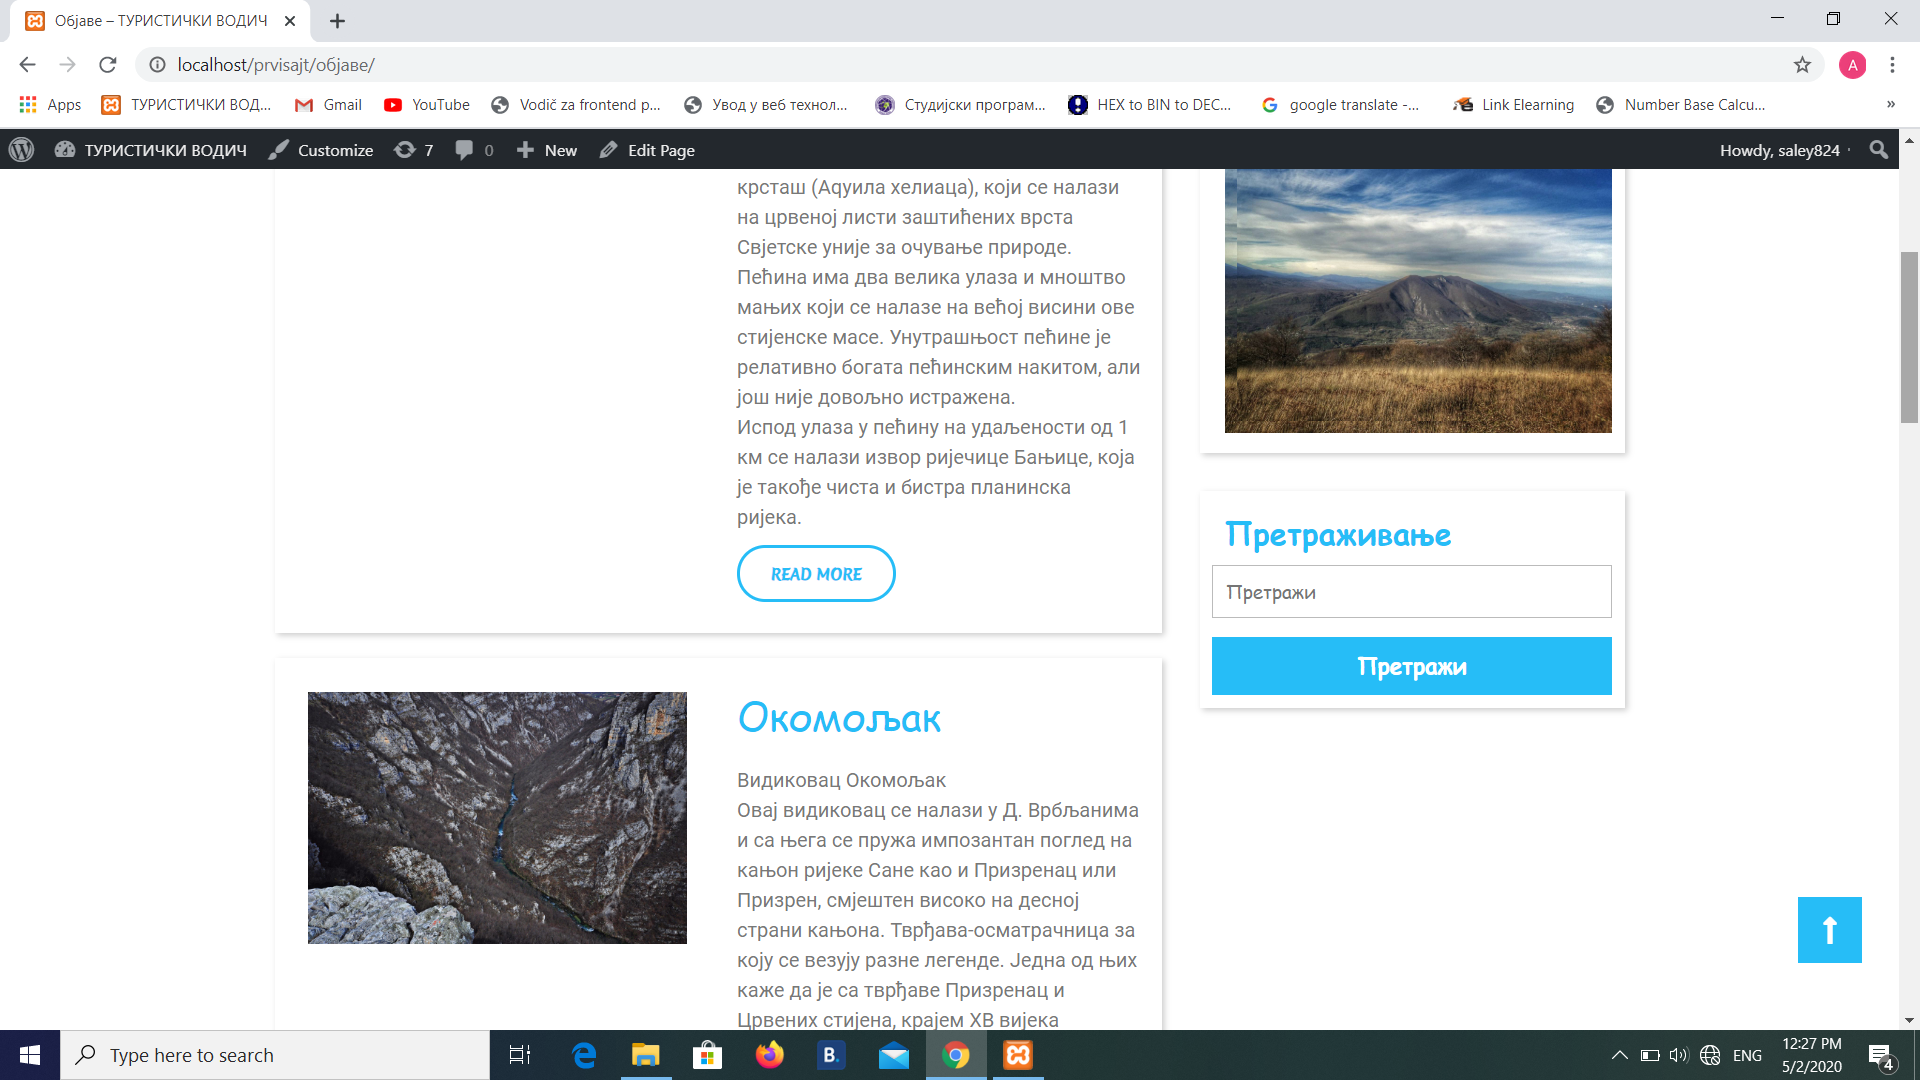 Објаве – ТУРИСТИЧКИ ВОДИЧ
localhost/prvisajt/објаве/
A
Apps
ТУРИСТИЧКИ ВОД...
Gmail
YouTube
Vodič za frontend p...
Увод у веб технол...
Студијски програм...
HEX to BIN to DEC...
google translate -...
Link Elearning
Number Base Calcu...
»
ТУРИСТИЧКИ ВОДИЧ
Customize
7
0
New
Edit Page
Howdy, saley824
крсташ (Аqуила хелиаца), који се налази
на црвеној листи заштићених врста
Свјетске уније за очување природе.
Пећина има два велика улаза и мноштво
мањих који се налазе на већој висини ове
стијенске масе. Унутрашњост пећине је
релативно богата пећинским накитом, али
још није довољно истражена.
Испод улаза у пећину на удаљености од 1
км се налази извор ријечице Бањице, која
је такође чиста и бистра планинска
ријека.
READ MORE
Окомољак
Видиковац Окомољак
Овај видиковац се налази у Д. Врбљанима
и са њега се пружа импозантан поглед на
кањон ријеке Сане као и Призренац или
Призрен, смјештен високо на десној
страни кањона. Тврђава-осматрачница за
коју се везују разне легенде. Једна од њих
каже да је са тврђаве Призренац и
Црвених стијена, крајем XВ вијека
Претраживање
Претражи
Претражи
Type here to search
B.
ENG
12:27 PM
5/2/2020
4